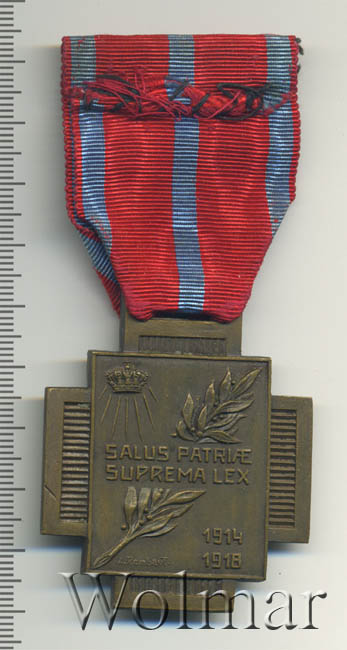 SALUS PATRIÆ
SUPREMA LEX
1914
1918
Wolmar